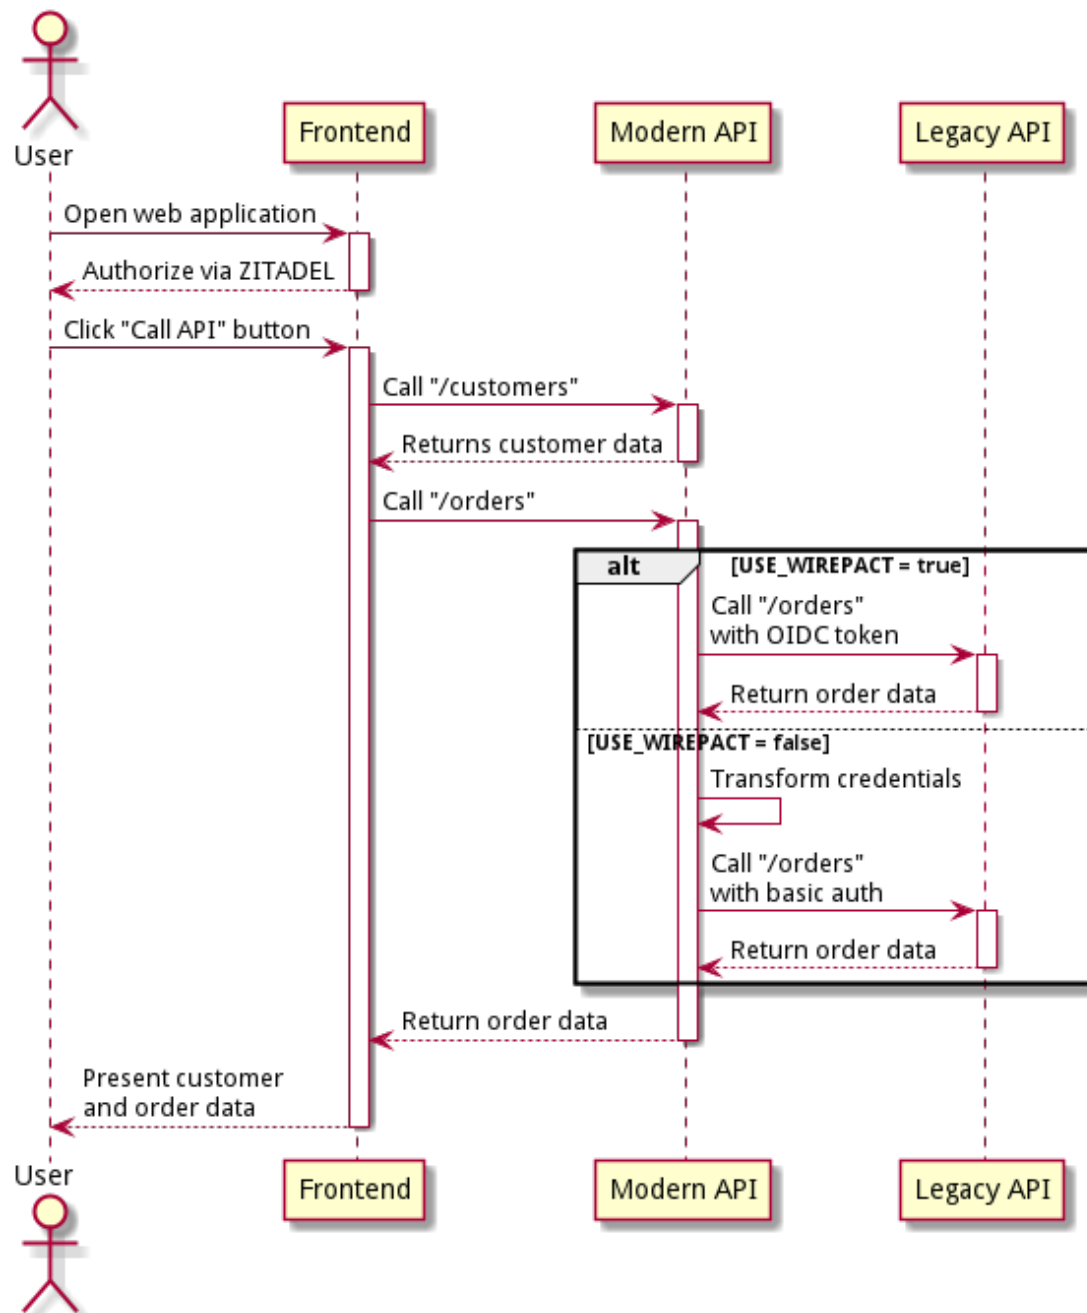 User
Frontend
Modern API
Legacy API
Open web application
Authorize via ZITADEL
Click "Call API" button
Call "/customers"
Returns customer data
Call "/orders"
alt
[USE_WIREPACT = true]
Call "/orders"
with OIDC token
Return order data
[USE_WIREPACT = false]
Transform credentials
Call "/orders"
with basic auth
Return order data
Return order data
Present customer
and order data
User
Frontend
Modern API
Legacy API